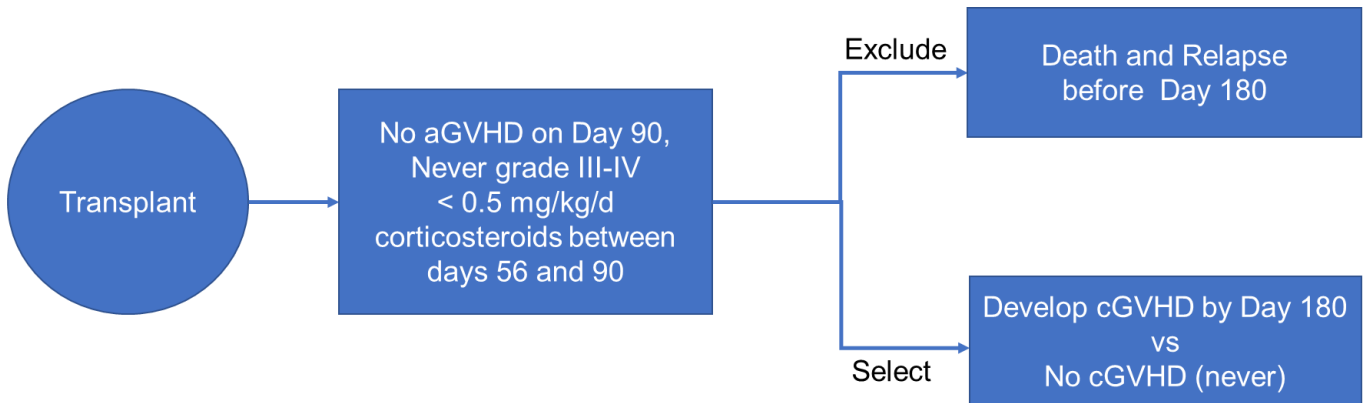 Transplant
No aGVHD on Day 90,
Never grade III-IV
< 0.5 mg/kg/d
corticosteroids between
days 56 and 90
Exclude
Death and Relapse
before Day 180
Select
Develop cGVHD by Day 180
vs
No cGVHD (never)